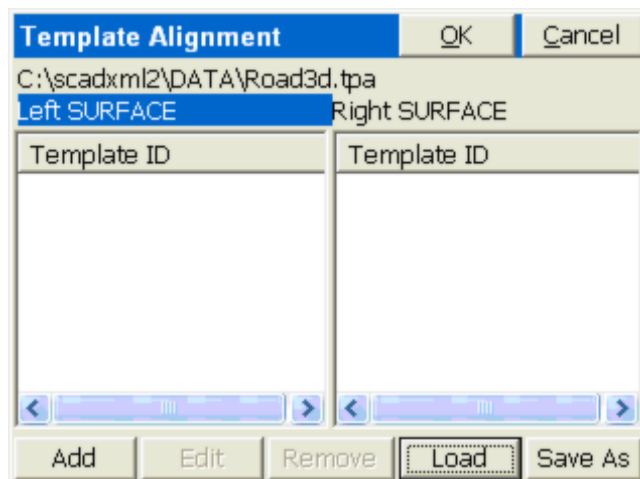 Template Alignment OK Cancel
C:\scadxml2\DATA\Road3d.tpa
Left SURFACE Right SURFACE
Template ID Template ID
Add Edit Remove Load Save As